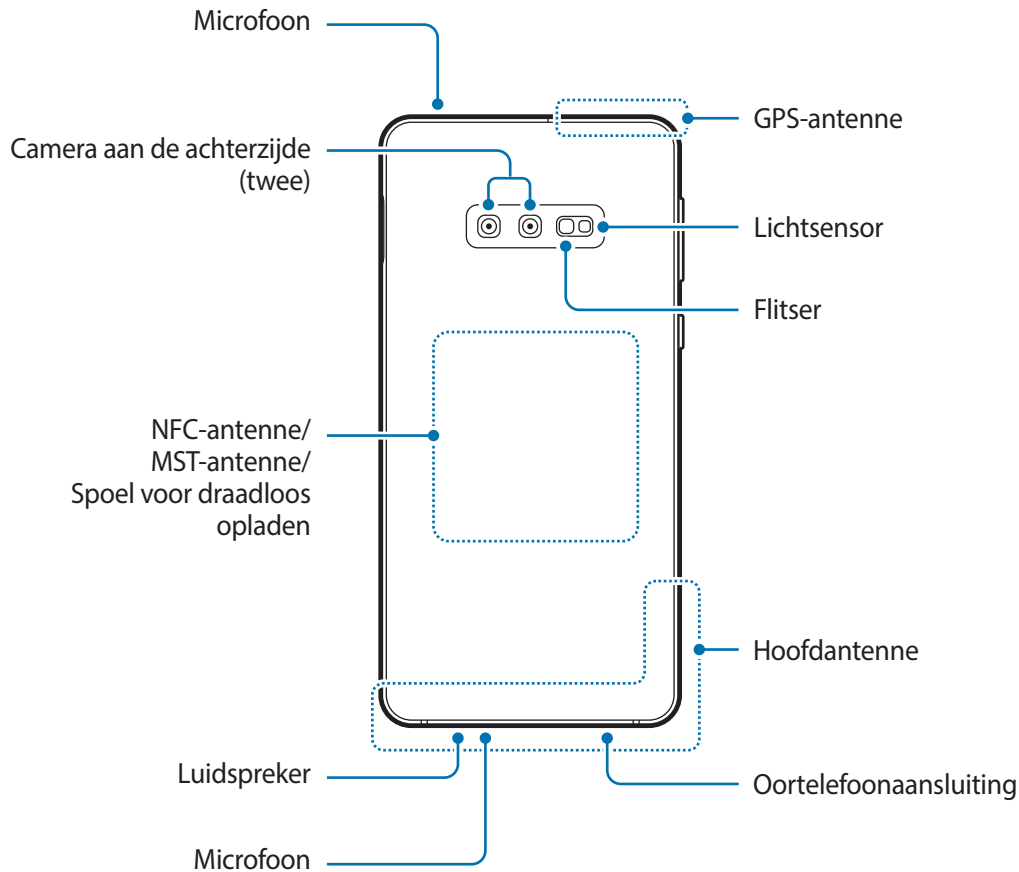 Microfoon
GPS-antenne
Camera aan de achterzijde
(twee)
Lichtsensor
Flitser
NFC-antenne/
MST-antenne/
Spoel voor draadloos
opladen
Hoofdantenne
Luidspreker
Oortelefoonaansluiting
Microfoon